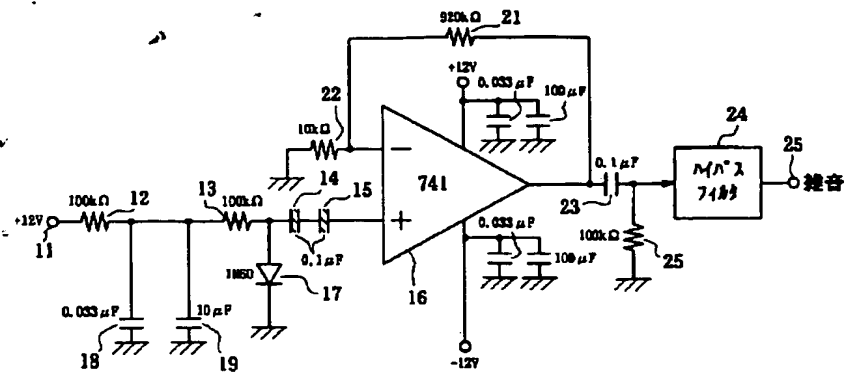 920kΩ
21
+12V
0.033μF
100μF
22
10kΩ
24
14
15
741
0.1μF
ハイパス
フィルタ
25
雑音
23
100kΩ
12
13
100kΩ
+12V
11
0.1μF
100kΩ
25
0.033μF
100μF
1N60
17
16
0.033μF
10μF
18
19
-12V